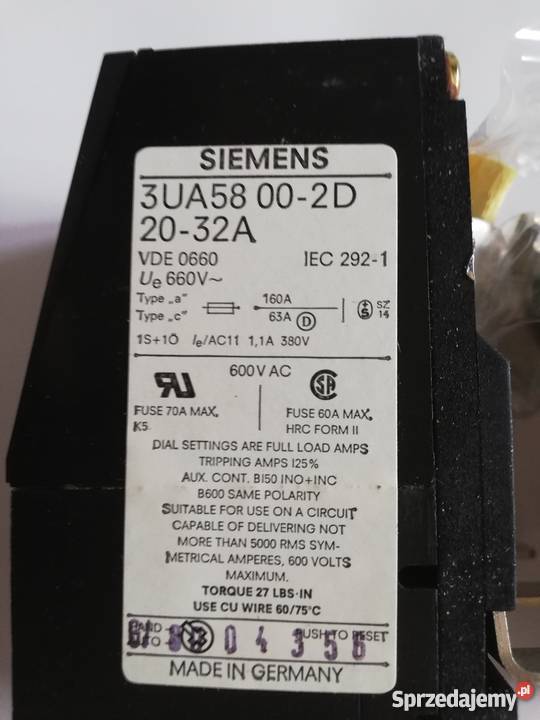 SIEMENS
3UA58 00-2D
20-32A
VDE 0660 IEC 292-1
Ue 660V~
Type „a" 160A
Type „c" 63A D S SZ 14
1S+1Ö Ie/AC11 1,1A 380V
600V AC
FUSE 70A MAX. K5
FUSE 60A MAX. HRC FORM II
DIAL SETTINGS ARE FULL LOAD AMPS
TRIPPING AMPS 125%
AUX. CONT. B150 INO+INC
B600 SAME POLARITY
SUITABLE FOR USE ON A CIRCUIT
CAPABLE OF DELIVERING NOT
MORE THAN 5000 RMS SYM-
METRICAL AMPERES, 600 VOLTS
MAXIMUM.
TORQUE 27 LBS·IN
USE CU WIRE 60/75°C
HAND PUSH TO RESET
04356
MADE IN GERMANY
Sprzedajemy.pl